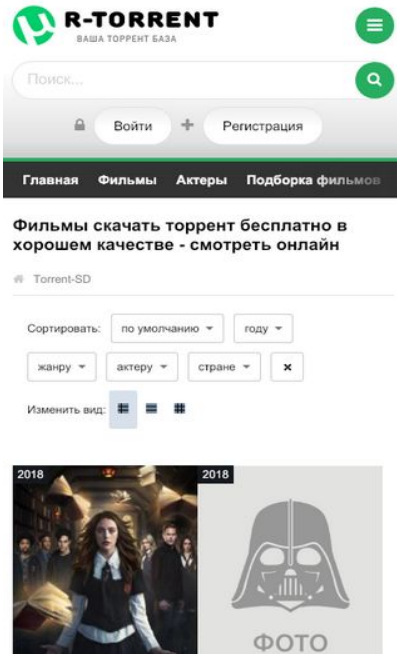 R-TORRENT
ВАША ТОРРЕНТ БАЗА
Поиск...
Войти
Регистрация
Главная Фильмы Актеры Подборка фильмов
Фильмы скачать торрент бесплатно в
хорошем качестве - смотреть онлайн
Torrent-SD
Сортировать: по умолчанию году
жанру актеру стране
Изменить вид:
2018 2018
ФОТО